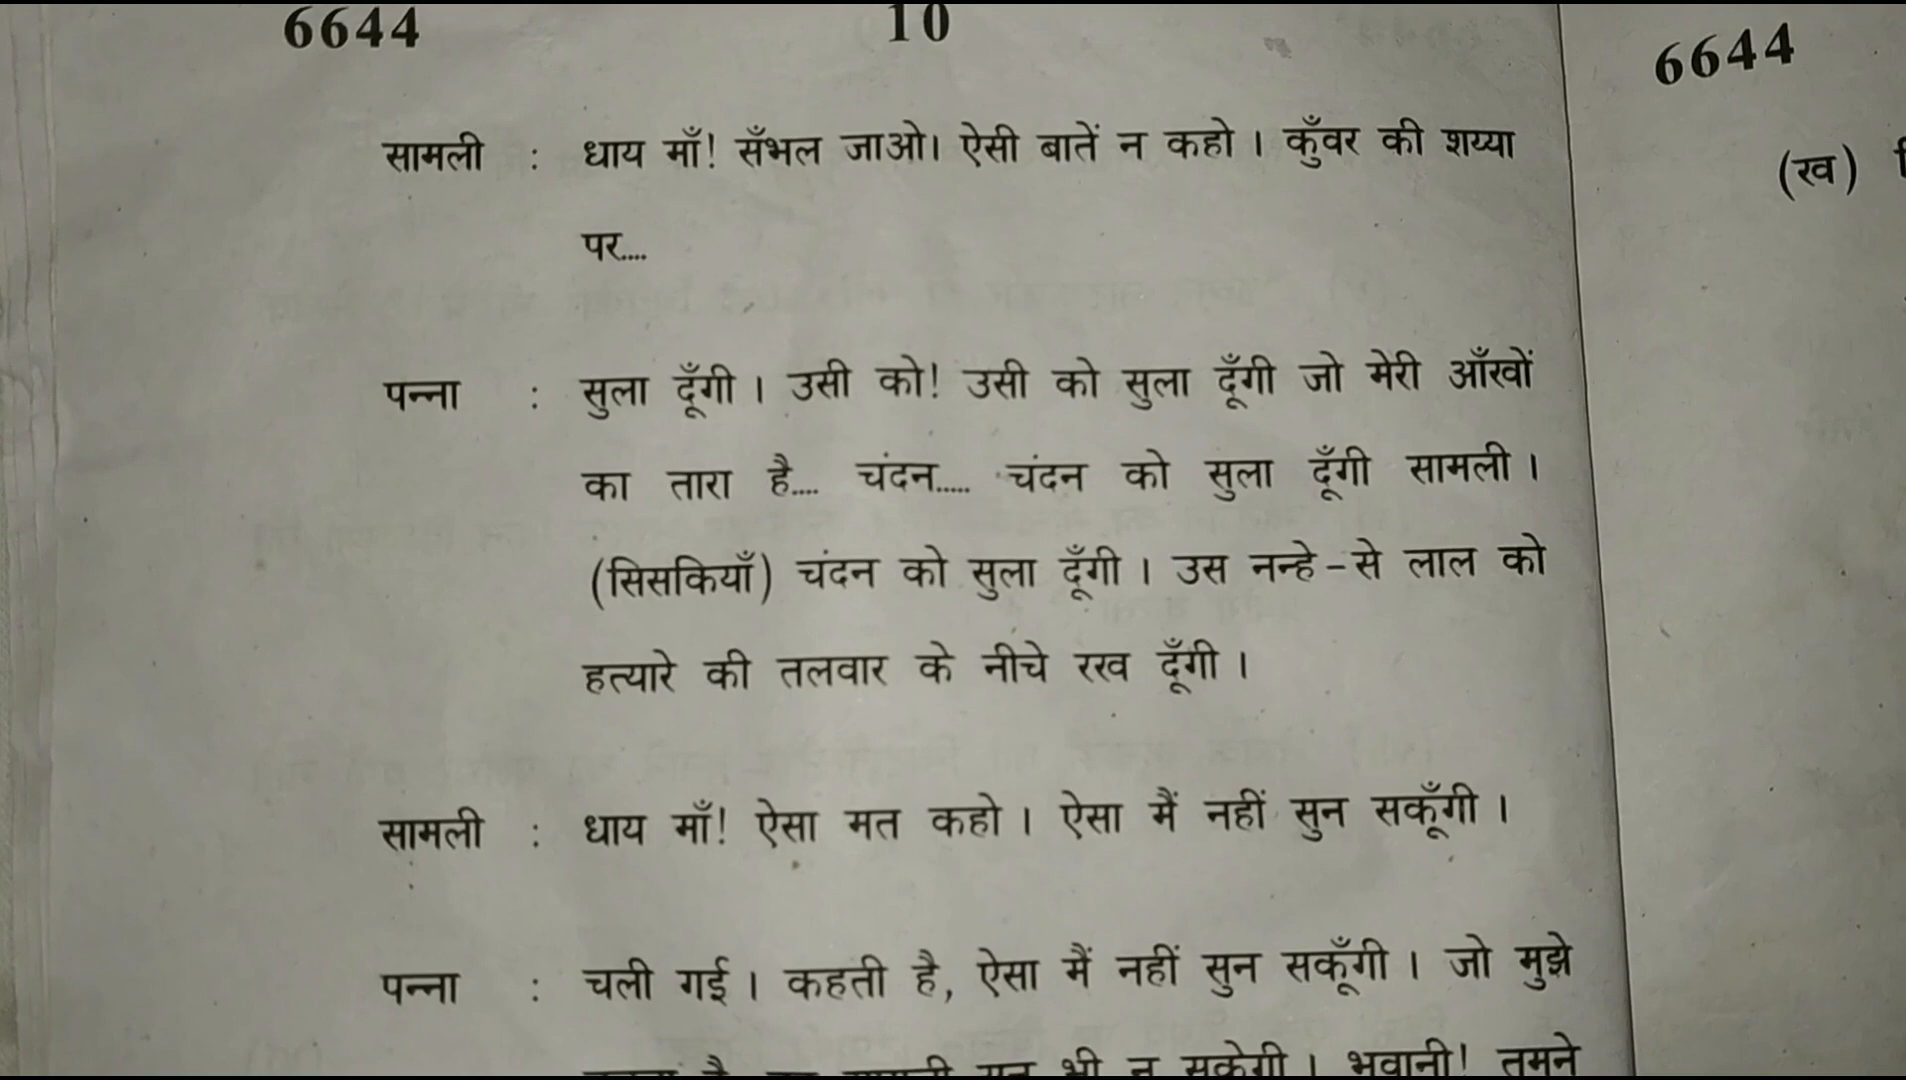 6644 10
सामली : धाय माँ! सँभल जाओ। ऐसी बातें न कहो । कुँवर की शय्या
पर....
पन्ना : सुला दूँगी । उसी को! उसी को सुला दूँगी जो मेरी आँखों
का तारा है.... चंदन..... चंदन को सुला दूँगी सामली ।
(सिसकियाँ) चंदन को सुला दूँगी । उस नन्हे-से लाल को
हत्यारे की तलवार के नीचे रख दूँगी ।
सामली : धाय माँ! ऐसा मत कहो । ऐसा मैं नहीं सुन सकूँगी ।
पन्ना : चली गई । कहती है, ऐसा मैं नहीं सुन सकूँगी । जो मुझे
है, भी न सकेगी । भवानी! तुमने
6644
(ख)